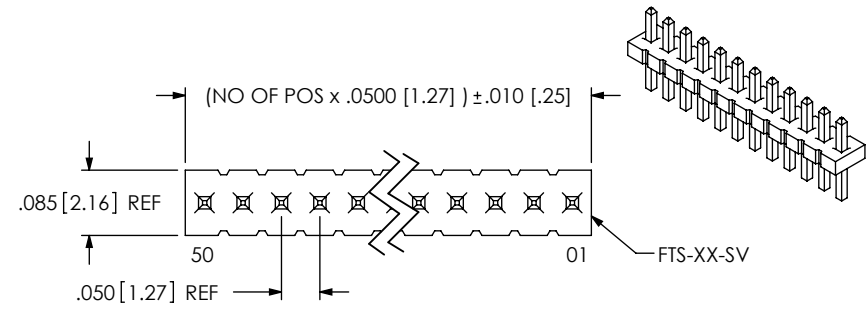 (NO OF POS x .0500 [1.27] ) ±.010 [.25]
.085 [2.16] REF
50
01
FTS-XX-SV
.050 [1.27] REF